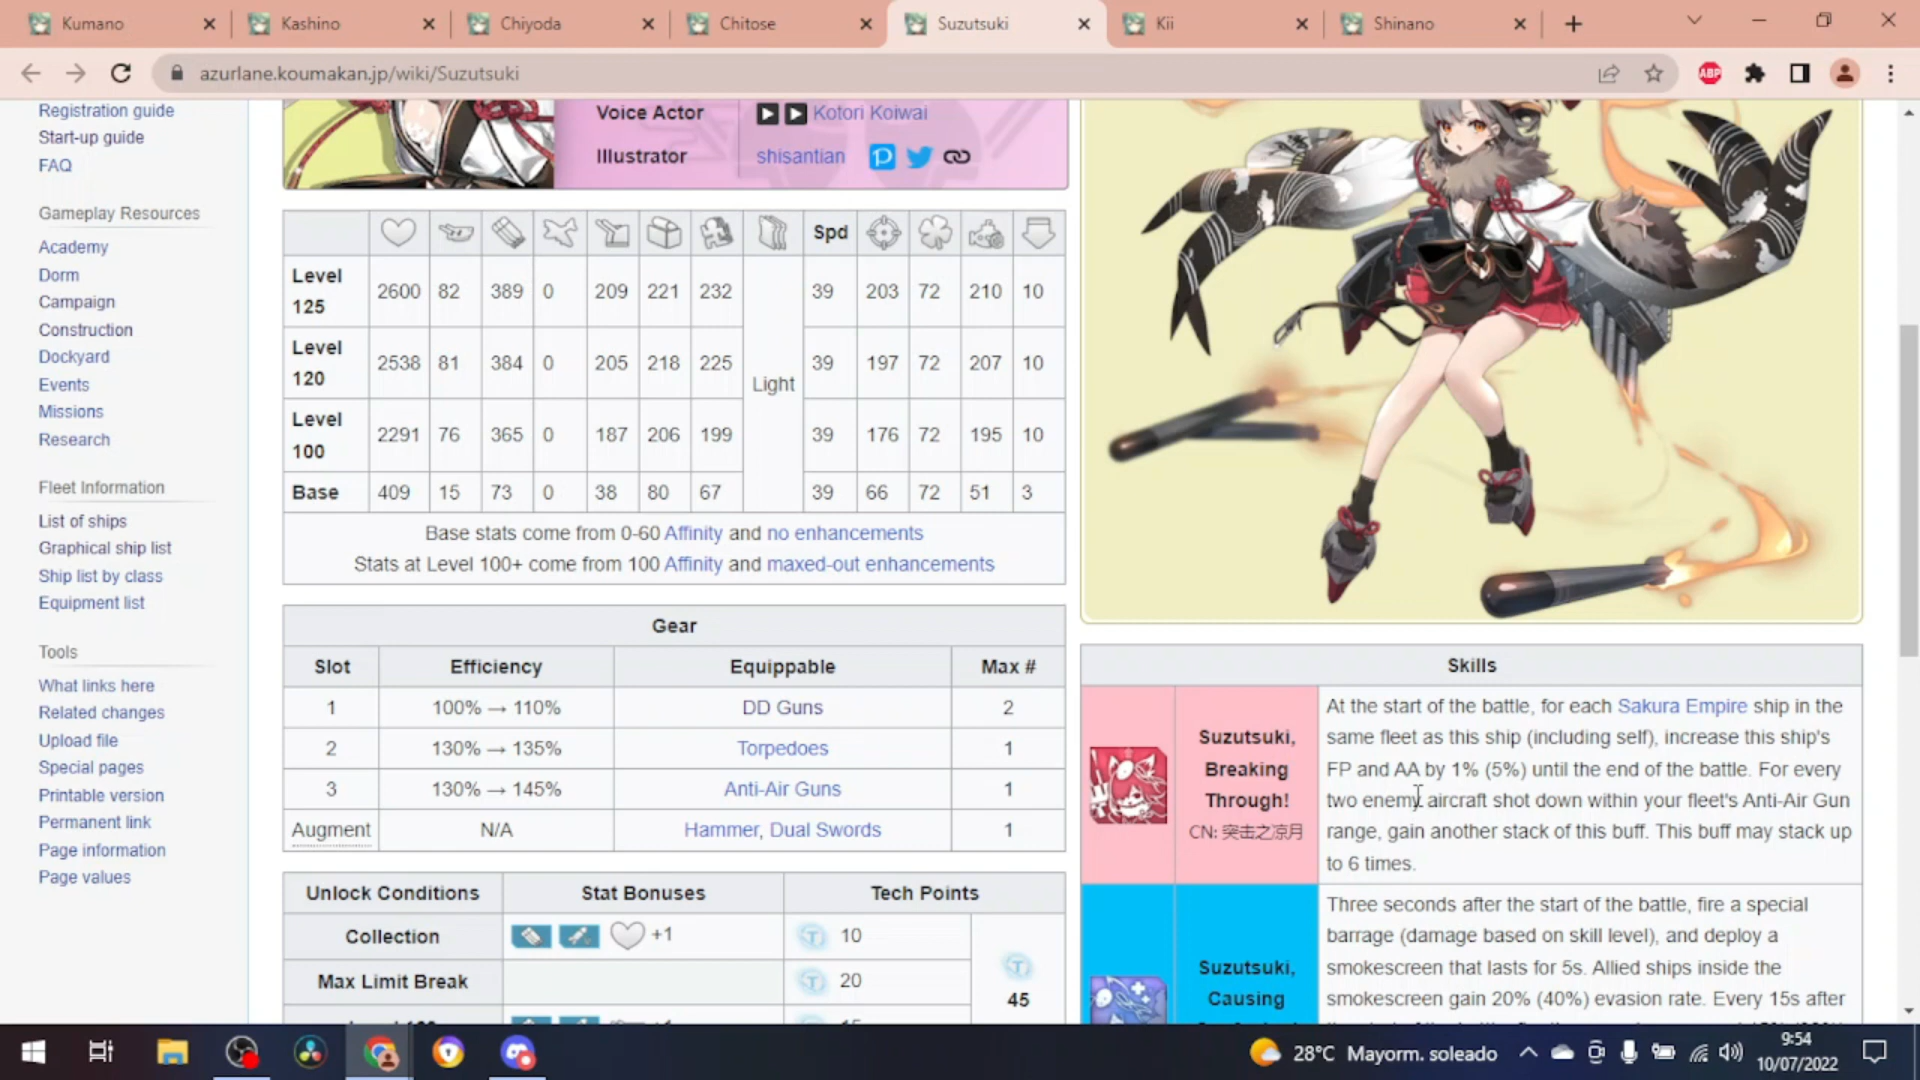 Kumano
Kashino
Chiyoda
Chitose
Suzutsuki
Kii
Shinano
azurlane.koumakan.jp/wiki/Suzutsuki
ABP
Registration guide
Start-up guide
FAQ
Gameplay Resources
Academy
Dorm
Campaign
Construction
Dockyard
Events
Missions
Research
Fleet Information
List of ships
Graphical ship list
Ship list by class
Equipment list
Tools
What links here
Related changes
Upload file
Special pages
Printable version
Permanent link
Page information
Page values
Voice Actor Kotori Koiwai
Illustrator shisantian
Spd
Level 125 2600 82 389 0 209 221 232 39 203 72 210 10
Level 120 2538 81 384 0 205 218 225 39 197 72 207 10
Light
Level 100 2291 76 365 0 187 206 199 39 176 72 195 10
Base 409 15 73 0 38 80 67 39 66 72 51 3
Base stats come from 0-60 Affinity and no enhancements
Stats at Level 100+ come from 100 Affinity and maxed-out enhancements
Gear
Slot Efficiency Equippable Max #
1 100% → 110% DD Guns 2
2 130% → 135% Torpedoes 1
3 130% → 145% Anti-Air Guns 1
Augment N/A Hammer, Dual Swords 1
Unlock Conditions Stat Bonuses Tech Points
Collection +1 10
Max Limit Break 20
45
Skills
Suzutsuki,
Breaking
Through!
CN: 突击之凉月
At the start of the battle, for each Sakura Empire ship in the
same fleet as this ship (including self), increase this ship's
FP and AA by 1% (5%) until the end of the battle. For every
two enemy aircraft shot down within your fleet's Anti-Air Gun
range, gain another stack of this buff. This buff may stack up
to 6 times.
Suzutsuki,
Causing
Three seconds after the start of the battle, fire a special
barrage (damage based on skill level), and deploy a
smokescreen that lasts for 5s. Allied ships inside the
smokescreen gain 20% (40%) evasion rate. Every 15s after
28°C Mayorm. soleado
9:54
10/07/2022